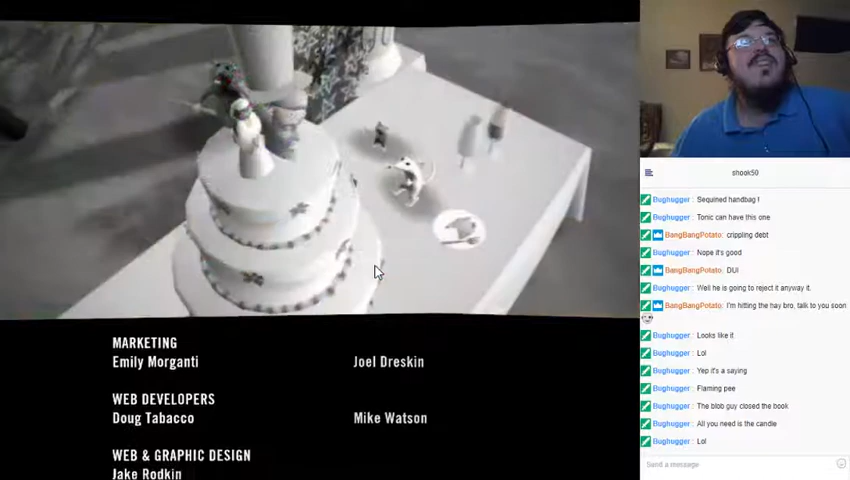 MARKETING
Emily Morganti Joel Dreskin
WEB DEVELOPERS
Doug Tabacco Mike Watson
WEB & GRAPHIC DESIGN
Jake Rodkin
shook50
Bughugger: Sequined handbag !
Bughugger: Tonic can have this one
BangBangPotato: crippling debt
Bughugger: Nope it's good
BangBangPotato: DUI
Bughugger: Well he is going to reject it anyway it.
BangBangPotato: I'm hitting the hay bro, talk to you soon
Bughugger: Looks like it
Bughugger: Lol
Bughugger: Yep it's a saying
Bughugger: Flaming pee
Bughugger: The blob guy closed the book
Bughugger: All you need is the candle
Bughugger: Lol
Send a message